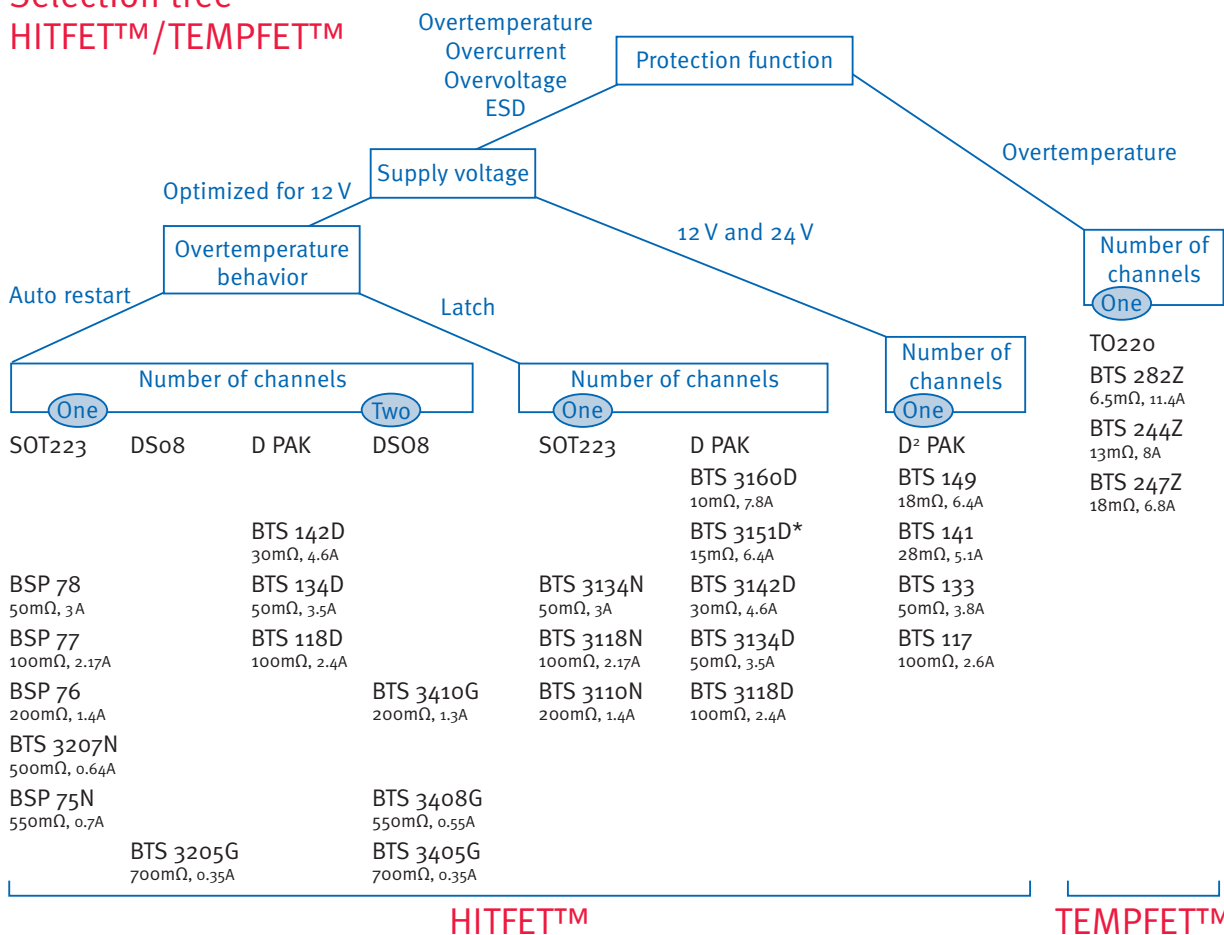 HITFET™/TEMPFET™
Overtemperature
Overcurrent
Overvoltage
ESD
Protection function
Overtemperature
Supply voltage
Optimized for 12 V
12 V and 24 V
Overtemperature
behavior
Number of
channels
One
Auto restart
Latch
Number of channels
One
Two
Number of channels
One
Number of
channels
One
SOT223
BSP 78
50mΩ, 3A
BSP 77
100mΩ, 2.17A
BSP 76
200mΩ, 1.4A
BTS 3207N
500mΩ, 0.64A
BSP 75N
550mΩ, 0.7A
DSO8
BTS 3205G
700mΩ, 0.35A
D PAK
BTS 142D
30mΩ, 4.6A
BTS 134D
50mΩ, 3.5A
BTS 118D
100mΩ, 2.4A
DSO8
BTS 3410G
200mΩ, 1.3A
BTS 3408G
550mΩ, 0.55A
BTS 3405G
700mΩ, 0.35A
SOT223
BTS 3134N
50mΩ, 3A
BTS 3118N
100mΩ, 2.17A
BTS 3110N
200mΩ, 1.4A
D PAK
BTS 3160D
10mΩ, 7.8A
BTS 3151D*
15mΩ, 6.4A
BTS 3142D
30mΩ, 4.6A
BTS 3134D
50mΩ, 3.5A
BTS 3118D
100mΩ, 2.4A
D² PAK
BTS 149
18mΩ, 6.4A
BTS 141
28mΩ, 5.1A
BTS 133
50mΩ, 3.8A
BTS 117
100mΩ, 2.6A
TO220
BTS 282Z
6.5mΩ, 11.4A
BTS 244Z
13mΩ, 8A
BTS 247Z
18mΩ, 6.8A
HITFET™
TEMPFET™